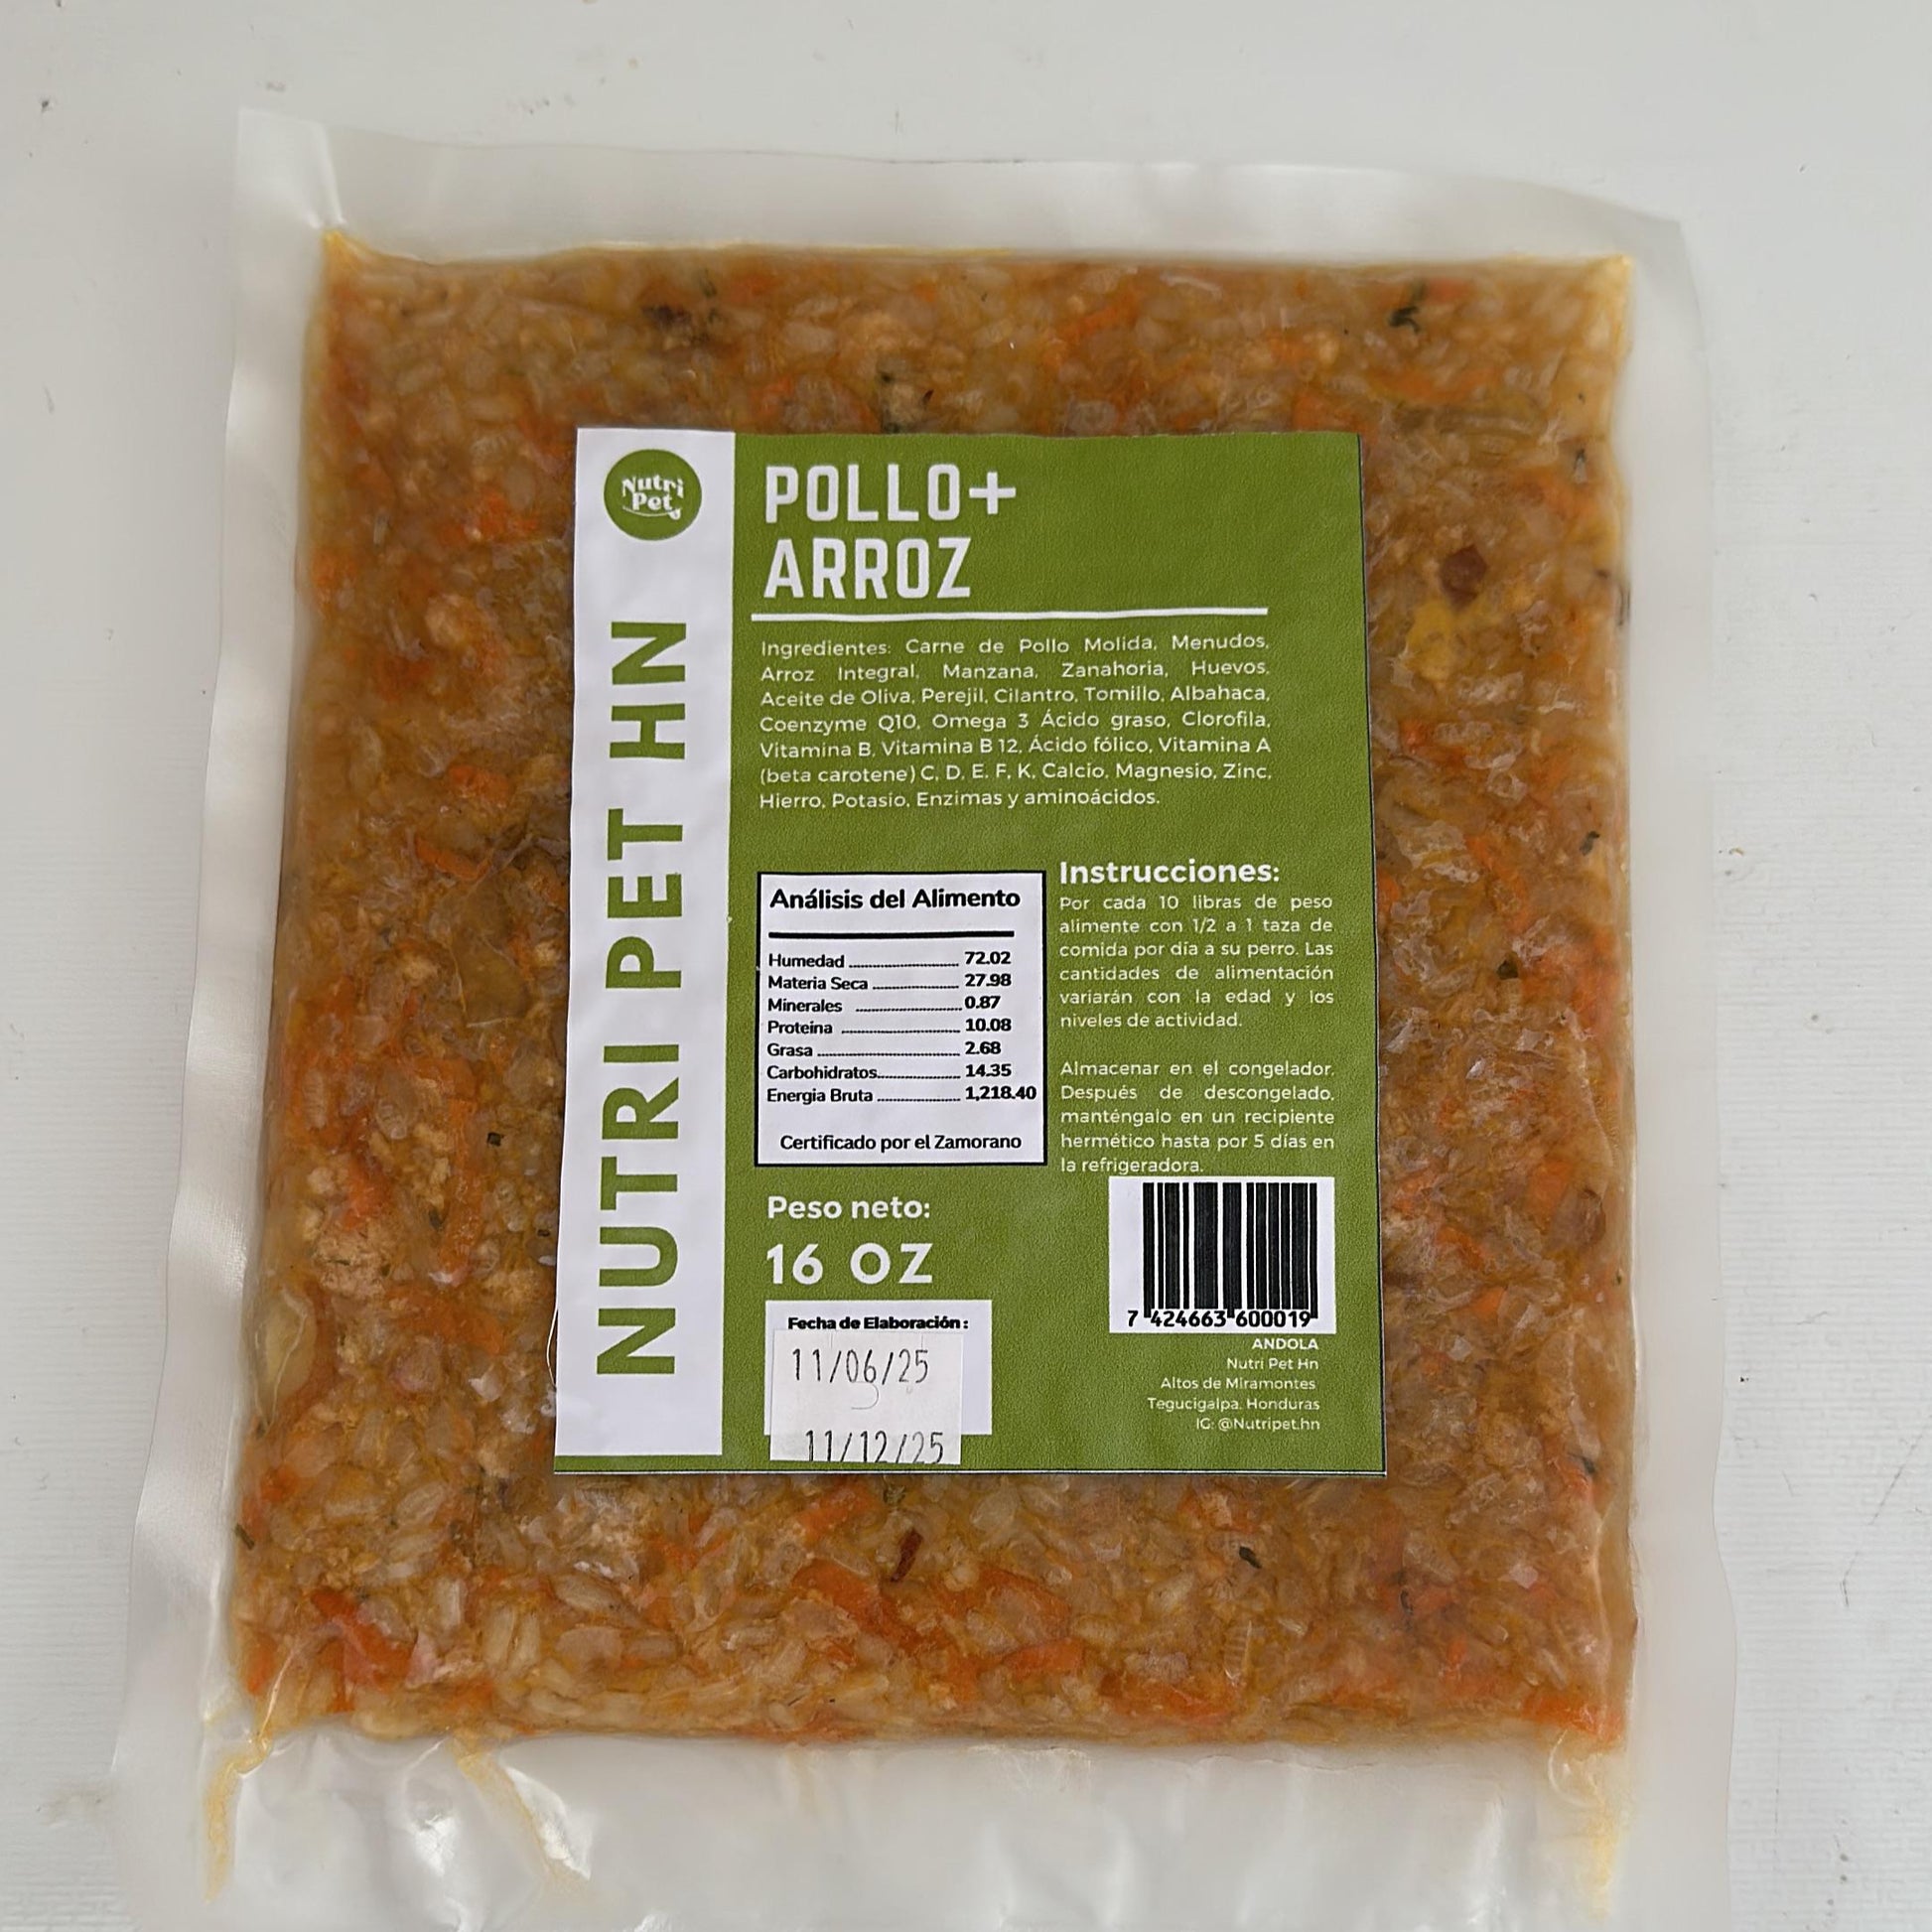 Nutri
Pet
NUTRI PET HN
POLLO+
ARROZ
Ingredientes: Carne de Pollo Molida, Menudos,
Arroz Integral, Manzana, Zanahoria, Huevos,
Aceite de Oliva, Perejil, Cilantro, Tomillo, Albahaca,
Coenzyme Q10, Omega 3 Ácido graso, Clorofila,
Vitamina B, Vitamina B 12, Ácido fólico, Vitamina A
(beta carotene) C, D, E, F, K, Calcio, Magnesio, Zinc,
Hierro, Potasio, Enzimas y aminoácidos.
Análisis del Alimento
Humedad 72.02
Materia Seca 27.98
Minerales 0.87
Proteina 10.08
Grasa 2.68
Carbohidratos 14.35
Energia Bruta 1,218.40
Certificado por el Zamorano
Instrucciones:
Por cada 10 libras de peso
alimente con 1/2 a 1 taza de
comida por día a su perro. Las
cantidades de alimentación
variarán con la edad y los
niveles de actividad.
Almacenar en el congelador.
Después de descongelado,
manténgalo en un recipiente
hermético hasta por 5 días en
la refrigeradora.
Peso neto:
16 OZ
Fecha de Elaboración:
11/06/25
11/12/25
7 424663 600019
ANDOLA
Nutri Pet Hn
Altos de Miramontes
Tegucigalpa. Honduras
IG: @Nutripet.hn